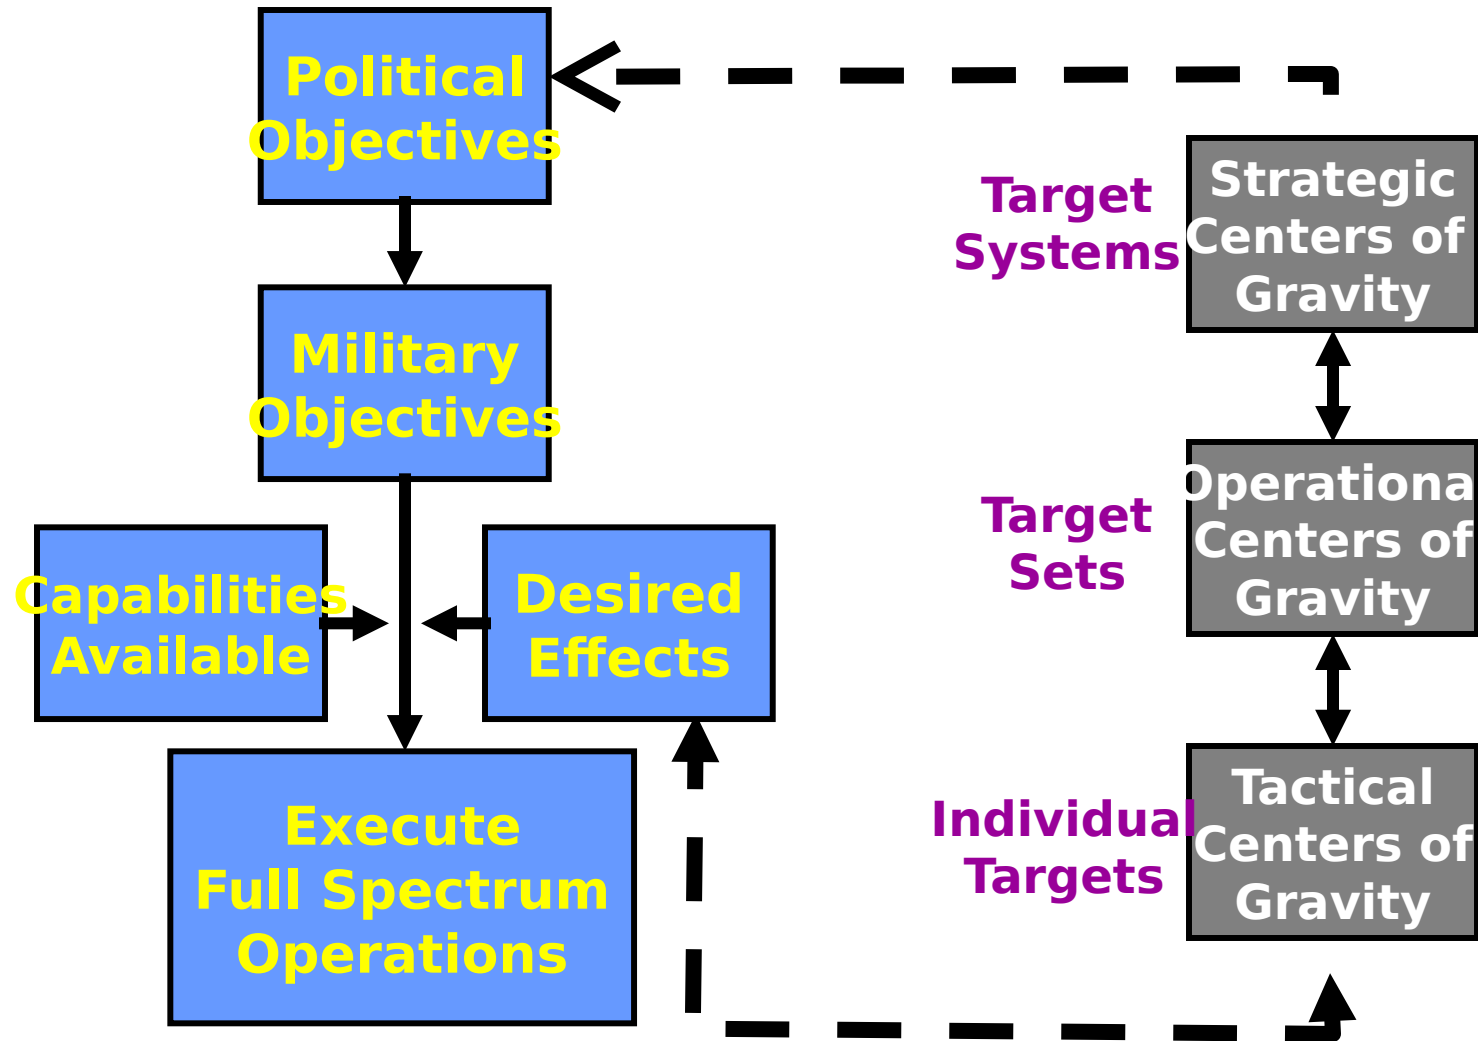 Political
Objectives
Military
Objectives
Capabilities
Available
Desired
Effects
Execute
Full Spectrum
Operations
Target
Systems
Strategic
Centers of
Gravity
Target
Sets
Operationa
Centers of
Gravity
Individual
Targets
Tactical
Centers of
Gravity